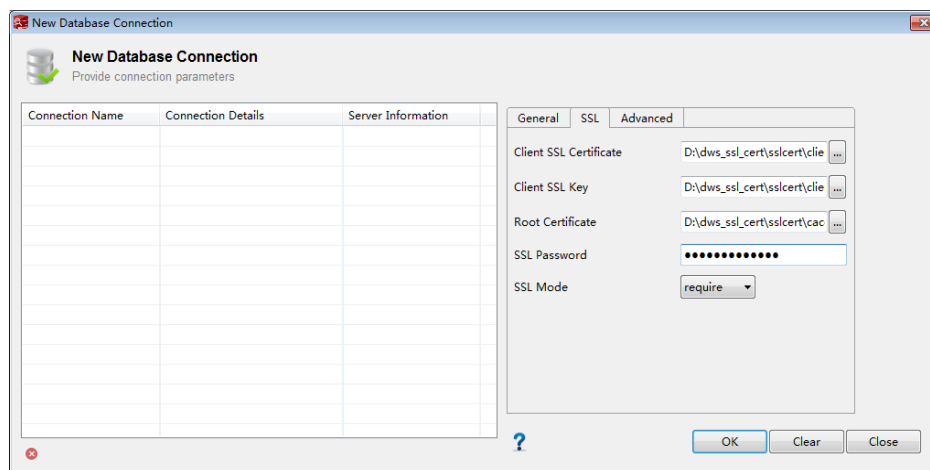 New Database Connection
New Database Connection
Provide connection parameters
Connection Name Connection Details Server Information
General SSL Advanced
Client SSL Certificate D:\dws_ssl_cert\sslcert\clie ...
Client SSL Key D:\dws_ssl_cert\sslcert\clie ...
Root Certificate D:\dws_ssl_cert\sslcert\cac ...
SSL Password ●●●●●●●●●●●●●
SSL Mode require
? OK Clear Close